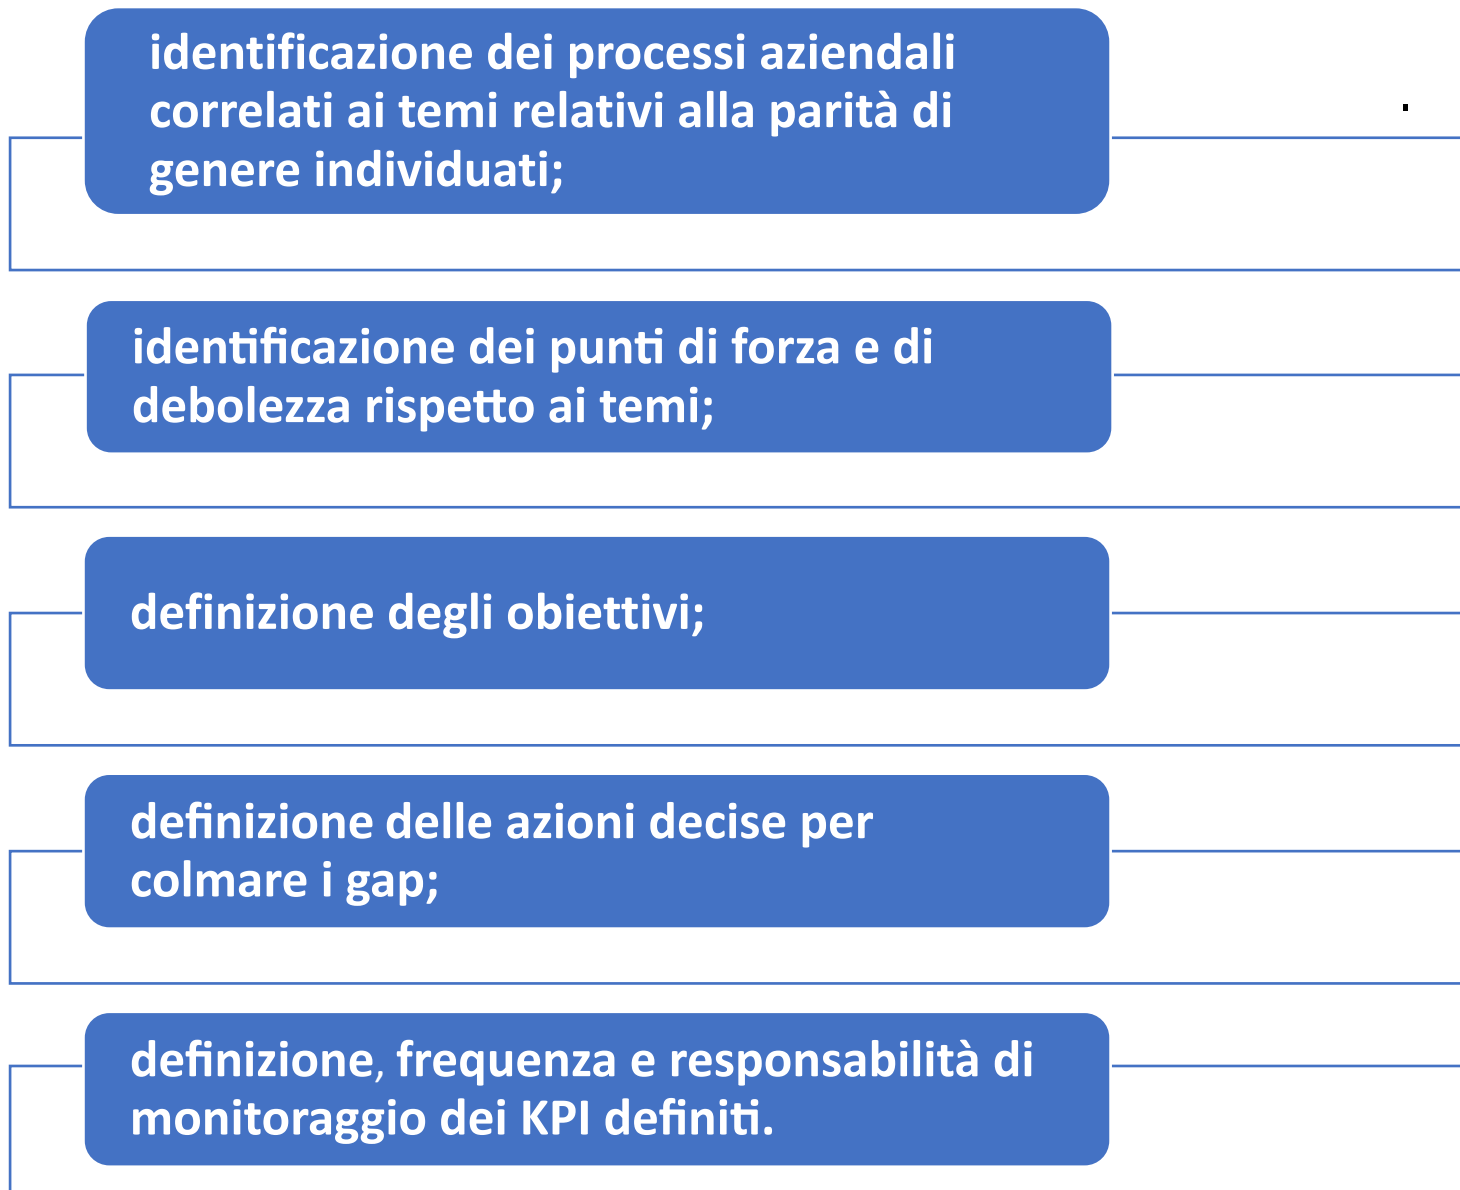 identificazione dei processi aziendali
correlati ai temi relativi alla parità di
genere individuati;
.
identificazione dei punti di forza e di
debolezza rispetto ai temi;
definizione degli obiettivi;
definizione delle azioni decise per
colmare i gap;
definizione, frequenza e responsabilità di
monitoraggio dei KPI definiti.